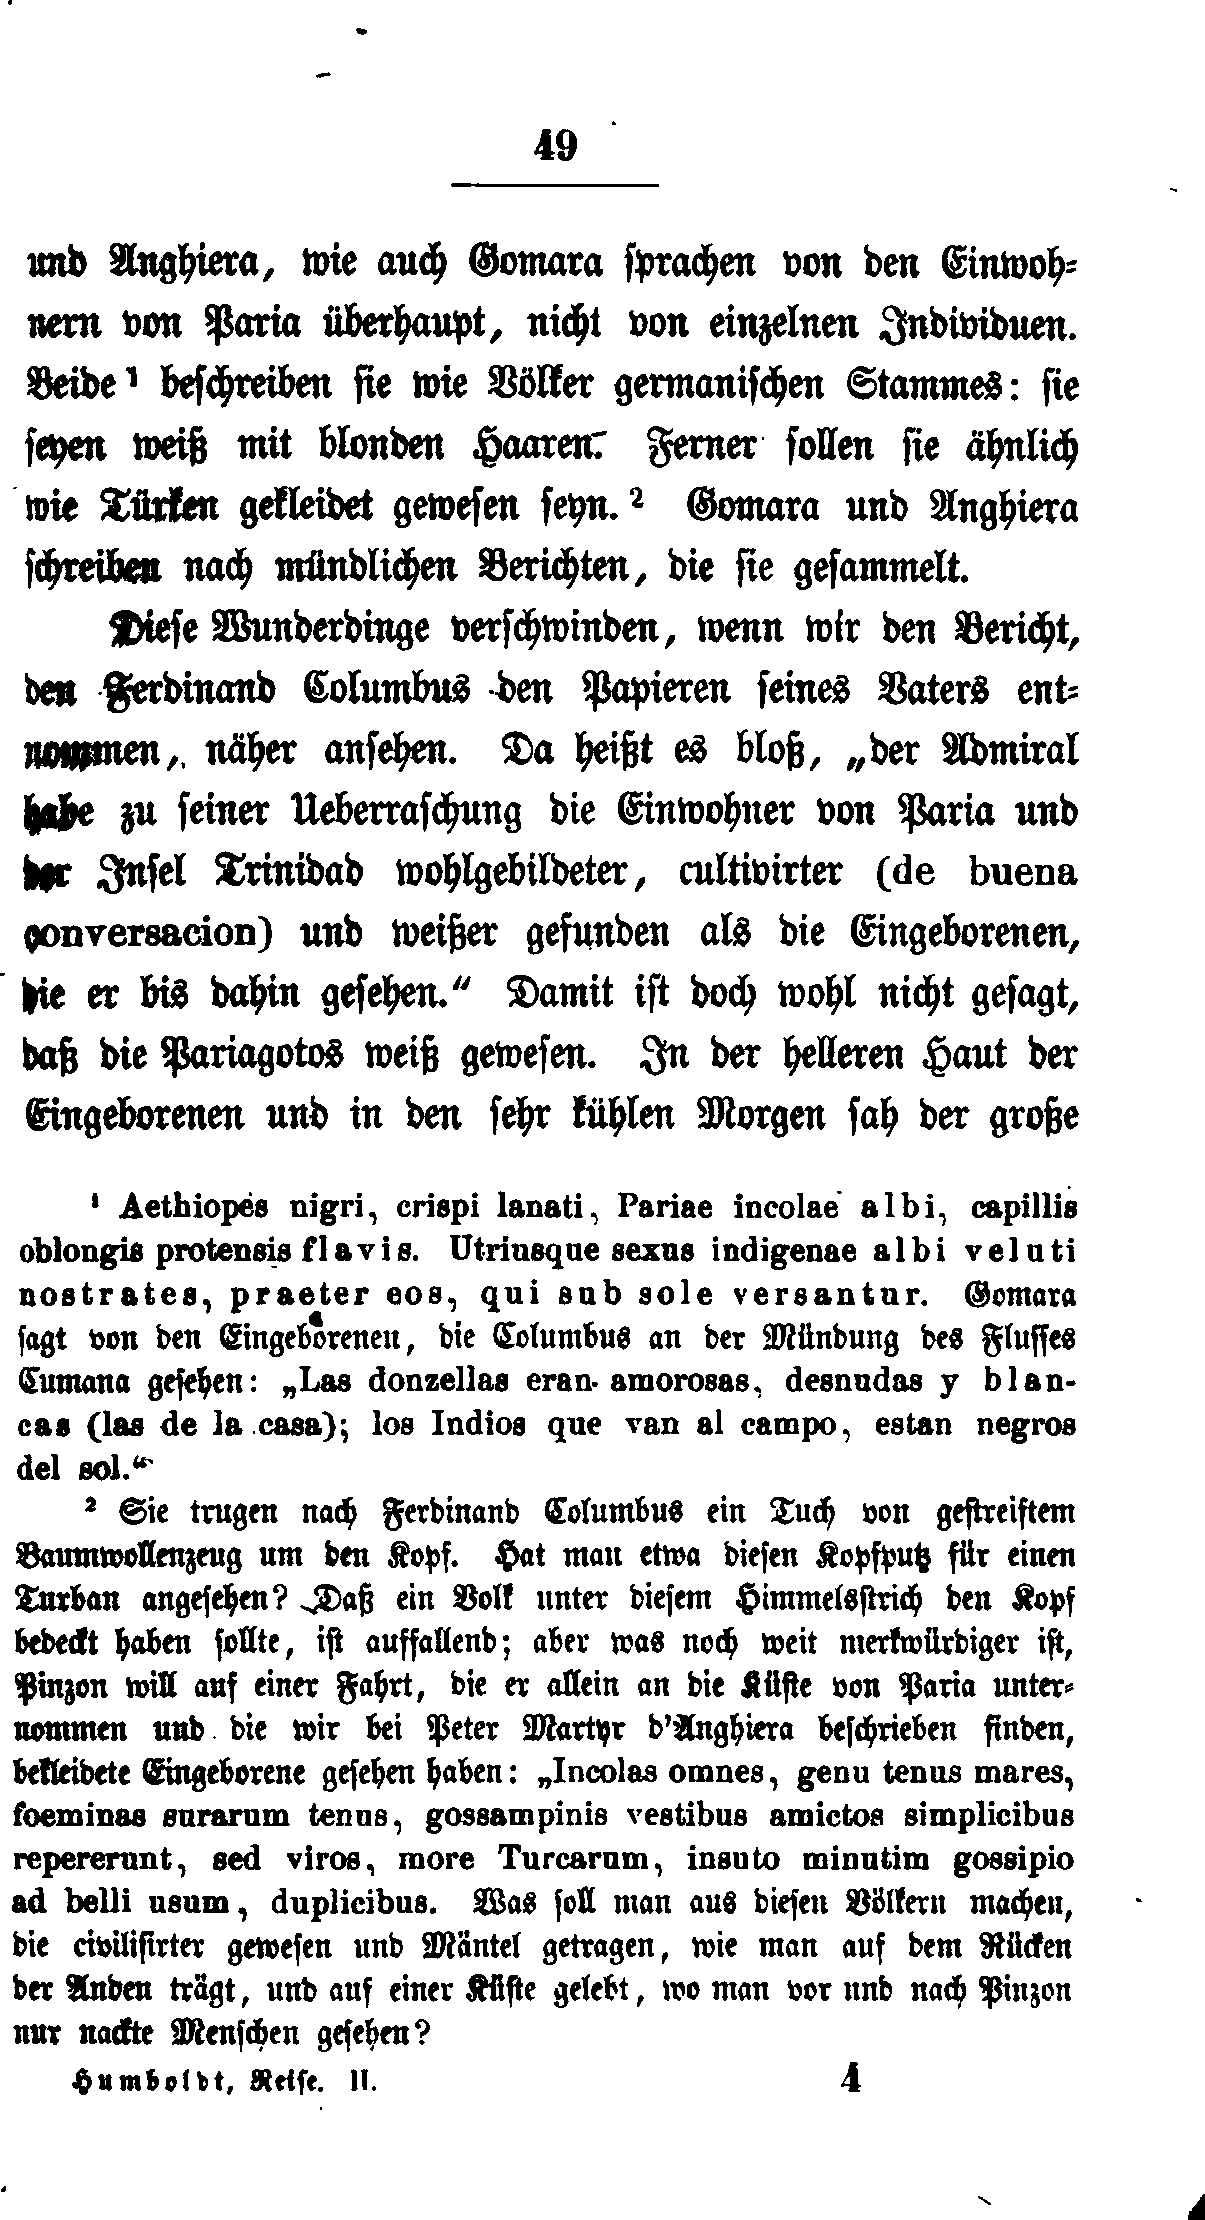 49
und Anghiera, wie auch Gomara sprachen von den Einwoh-
nern von Paria überhaupt, nicht von einzelnen Individuen.
Beide¹ beschreiben sie wie Völker germanischen Stammes: sie
seyen weiß mit blonden Haaren. Ferner sollen sie ähnlich
wie Türken gekleidet gewesen seyn.² Gomara und Anghiera
schreiben nach mündlichen Berichten, die sie gesammelt.
Diese Wunderdinge verschwinden, wenn wir den Bericht,
den Ferdinand Columbus den Papieren seines Vaters ent-
nommen, näher ansehen. Da heißt es bloß, „der Admiral
habe zu seiner Ueberraschung die Einwohner von Paria und
der Insel Trinidad wohlgebildeter, cultivirter (de buena
conversacion) und weißer gefunden als die Eingeborenen,
die er bis dahin gesehen.“ Damit ist doch wohl nicht gesagt,
daß die Pariagotos weiß gewesen. In der helleren Haut der
Eingeborenen und in den sehr kühlen Morgen sah der große
¹ Aethiopes nigri, crispi lanati, Pariae incolae albi, capillis
oblongis protensis flavis. Utriusque sexus indigenae albi veluti
nostrates, praeter eos, qui sub sole versantur. Gomara
sagt von den Eingeborenen, die Columbus an der Mündung des Flusses
Cumana gesehen: „Las donzellas eran amorosas, desnudas y blan-
cas (las de la casa); los Indios que van al campo, estan negros
del sol.“
² Sie trugen nach Ferdinand Columbus ein Tuch von gestreiftem
Baumwollenzeug um den Kopf. Hat man etwa diesen Kopfputz für einen
Turban angesehen? Daß ein Volk unter diesem Himmelsstrich den Kopf
bedeckt haben sollte, ist auffallend; aber was noch weit merkwürdiger ist,
Pinzon will auf einer Fahrt, die er allein an die Küste von Paria unter-
nommen und die wir bei Peter Martyr d'Anghiera beschrieben finden,
bekleidete Eingeborene gesehen haben: „Incolas omnes, genu tenus mares,
foeminas surarum tenus, gossampinis vestibus amictos simplicibus
repererunt, sed viros, more Turcarum, insuto minutim gossipio
ad belli usum, duplicibus. Was soll man aus diesen Völkern machen,
die civilisirter gewesen und Mäntel getragen, wie man auf dem Rücken
der Anden trägt, und auf einer Küste gelebt, wo man vor und nach Pinzon
nur nackte Menschen gesehen?
Humboldt, Reise. II. 4